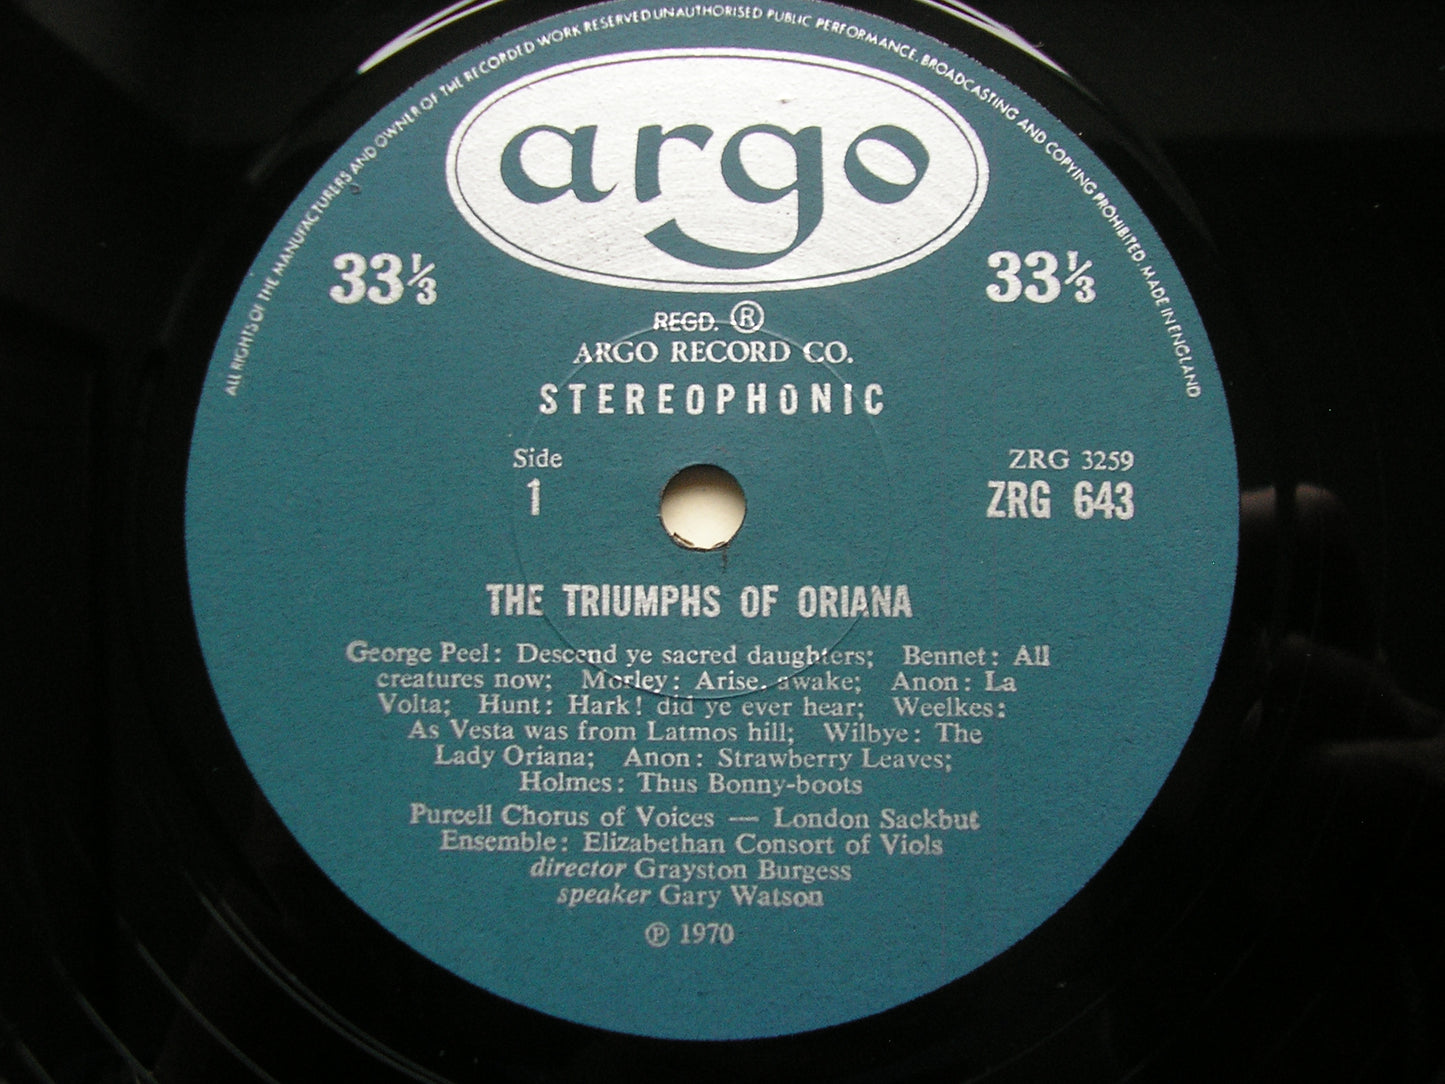 ALL RIGHTS OF THE MANUFACTURERS AND OWNER OF THE RECORDED WORK RESERVED UNAUTHORISED PUBLIC PERFORMANCE, BROADCASTING AND COPYING PROHIBITED MADE IN ENGLAND
argo
33⅓ 33⅓
REGD. ®
ARGO RECORD CO.
STEREOPHONIC
Side ZRG 3259
1 ZRG 643
THE TRIUMPHS OF ORIANA
George Peel: Descend ye sacred daughters; Bennet: All
creatures now; Morley: Arise, awake; Anon: La
Volta; Hunt: Hark! did ye ever hear; Weelkes:
As Vesta was from Latmos hill; Wilbye: The
Lady Oriana; Anon: Strawberry Leaves;
Holmes: Thus Bonny-boots
Purcell Chorus of Voices — London Sackbut
Ensemble: Elizabethan Consort of Viols
director Grayston Burgess
speaker Gary Watson
℗ 1970